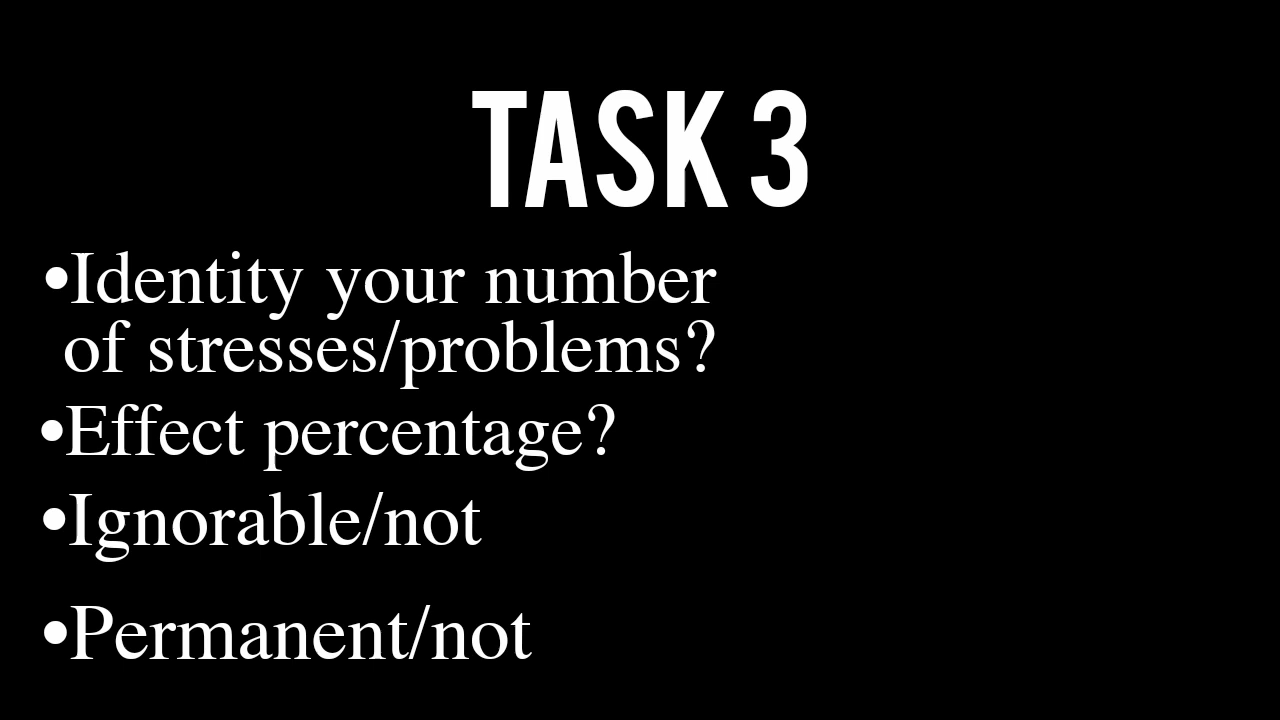 TASK 3
•Identity your number
of stresses/problems?
•Effect percentage?
•Ignorable/not
•Permanent/not